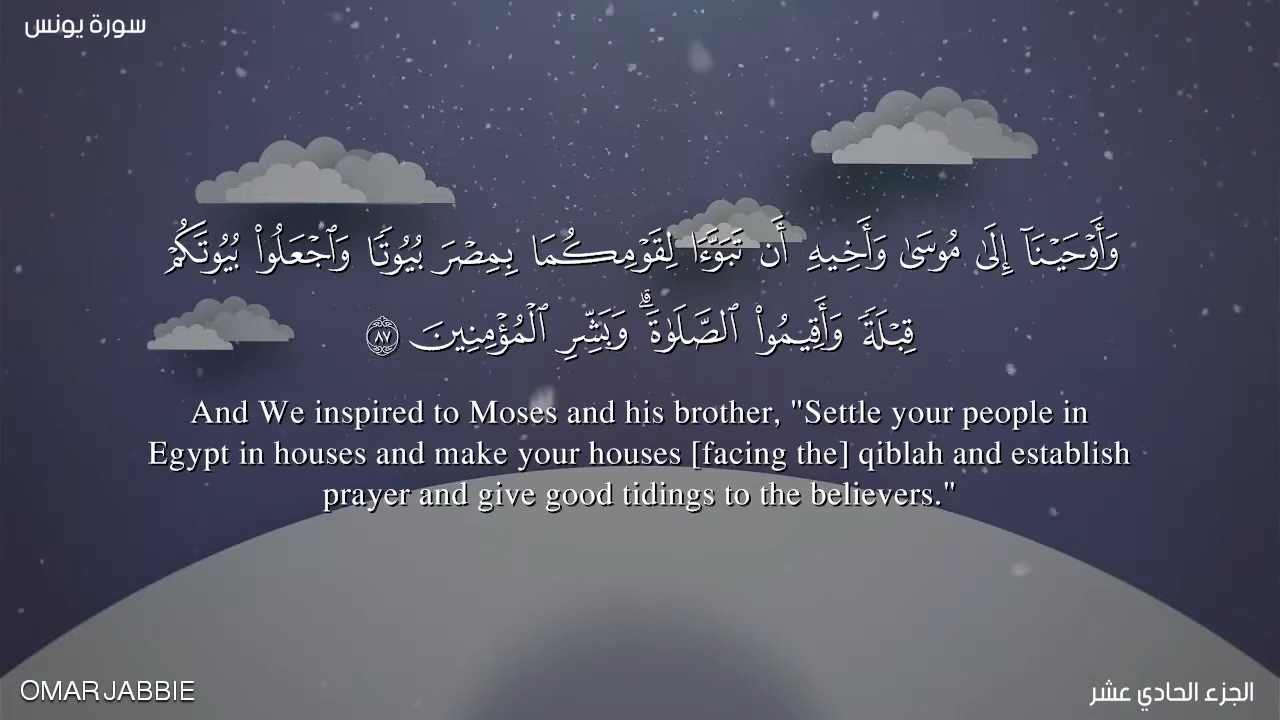 سورة يونس
وَأَوْحَيْنَآ إِلَىٰ مُوسَىٰ وَأَخِيهِ أَن تَبَوَّءَا لِقَوْمِكُمَا بِمِصْرَ بُيُوتًا وَٱجْعَلُوا۟ بُيُوتَكُمْ
قِبْلَةً وَأَقِيمُوا۟ ٱلصَّلَوٰةَ ۗ وَبَشِّرِ ٱلْمُؤْمِنِينَ ٨٧
And We inspired to Moses and his brother, "Settle your people in
Egypt in houses and make your houses [facing the] qiblah and establish
prayer and give good tidings to the believers."
OMAR JABBIE
الجزء الحادي عشر